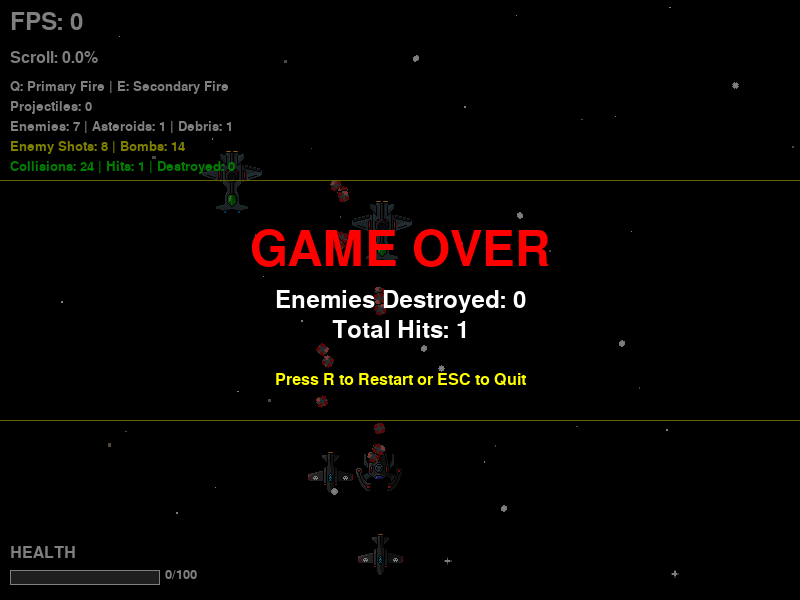 FPS: 0
Scroll: 0.0%
Q: Primary Fire | E: Secondary Fire
Projectiles: 0
Enemies: 7 | Asteroids: 1 | Debris: 1
Enemy Shots: 8 | Bombs: 14
Collisions: 24 | Hits: 1 | Destroyed: 0
GAME OVER
Enemies Destroyed: 0
Total Hits: 1
Press R to Restart or ESC to Quit
HEALTH
0/100